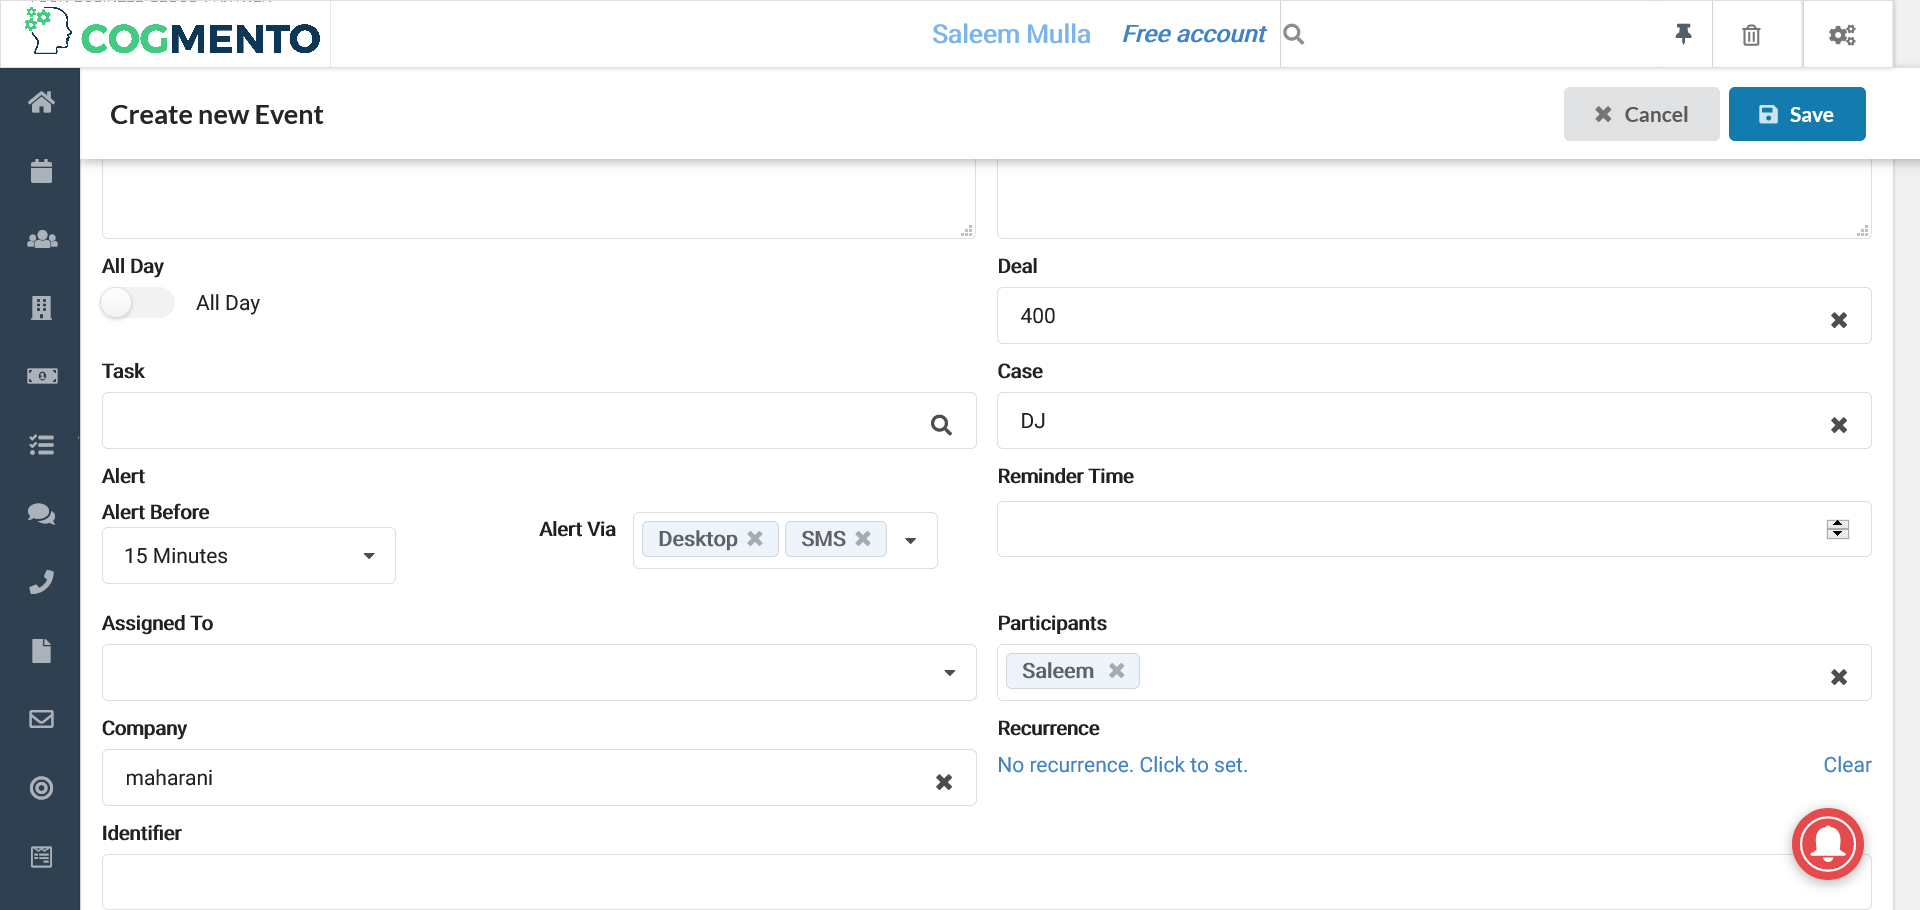 COGMENTO
Saleem Mulla Free account
Create new Event
Cancel Save
All Day Deal
All Day 400
Task Case
DJ
Alert Reminder Time
Alert Before
Alert Via Desktop SMS
15 Minutes
Assigned To Participants
Saleem
Company Recurrence
maharani No recurrence. Click to set. Clear
Identifier